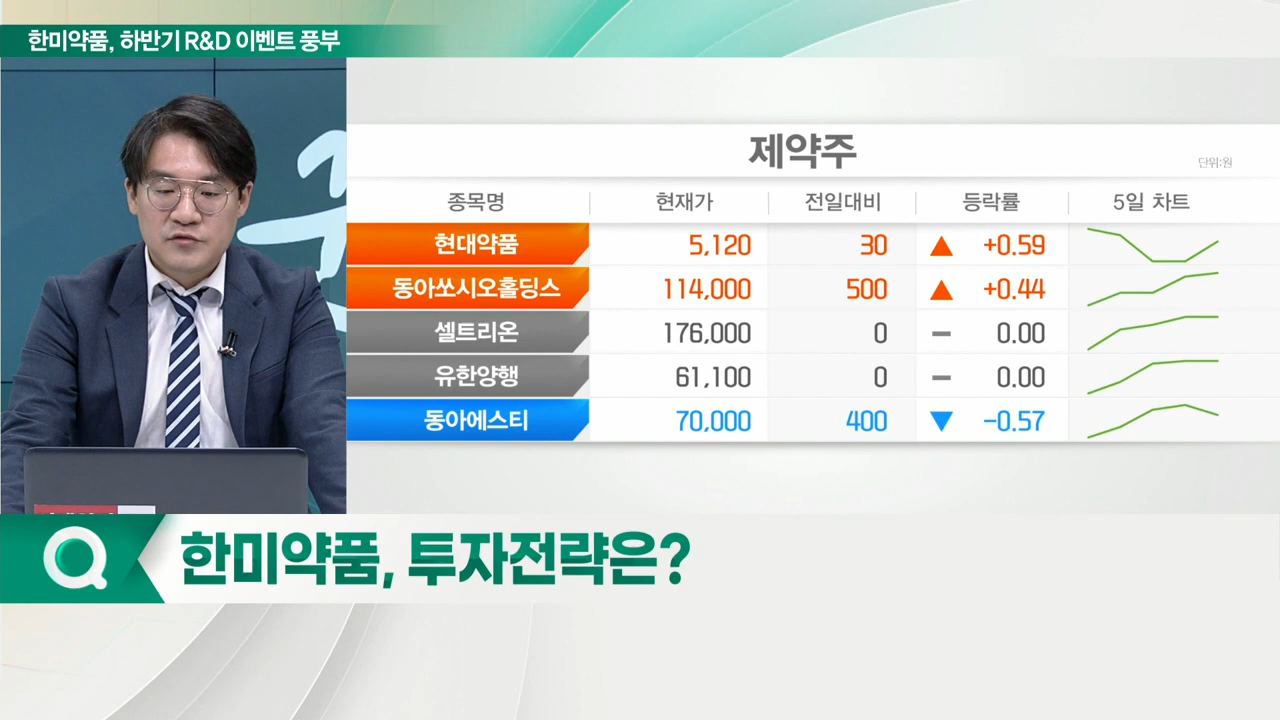 한미약품, 하반기 R&D 이벤트 풍부
제약주
단위:원
종목명 현재가 전일대비 등락률 5일 차트
현대약품 5,120 30 ▲ +0.59
동아쏘시오홀딩스 114,000 500 ▲ +0.44
셀트리온 176,000 0 – 0.00
유한양행 61,100 0 – 0.00
동아에스티 70,000 400 ▼ -0.57
한미약품, 투자전략은?